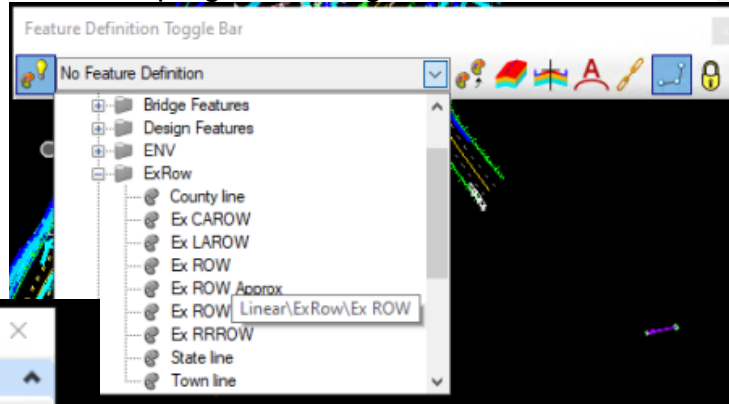 Feature Definition Toggle Bar
No Feature Definition
A
Bridge Features
Design Features
ENV
ExRow
County line
Ex CAROW
Ex LAROW
Ex ROW
Ex ROW Approx
Ex ROW
Linear\ExRow\Ex ROW
Ex RRROW
State line
Town line